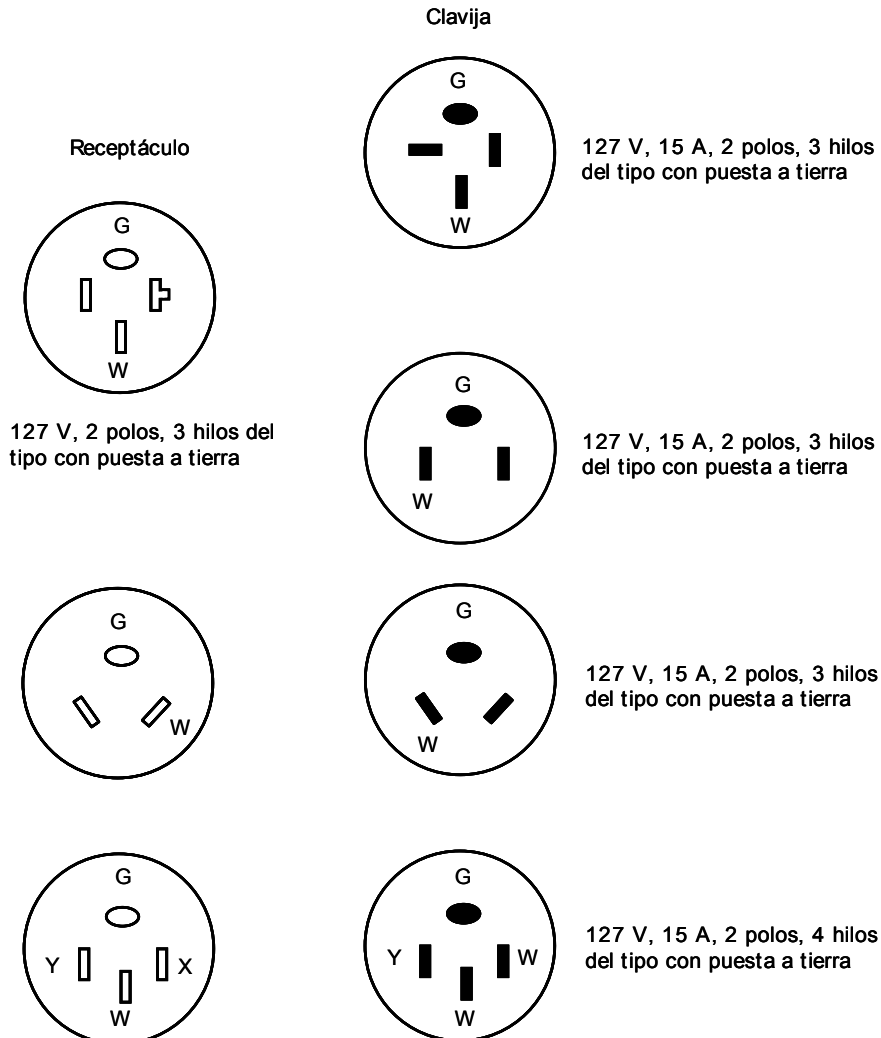 Clavija
Receptáculo
G
W
127 V, 15 A, 2 polos, 3 hilos
del tipo con puesta a tierra
G
W
127 V, 2 polos, 3 hilos del
tipo con puesta a tierra
G
W
127 V, 15 A, 2 polos, 3 hilos
del tipo con puesta a tierra
G
W
G
W
127 V, 15 A, 2 polos, 3 hilos
del tipo con puesta a tierra
G
Y
X
W
G
Y
W
W
127 V, 15 A, 2 polos, 4 hilos
del tipo con puesta a tierra